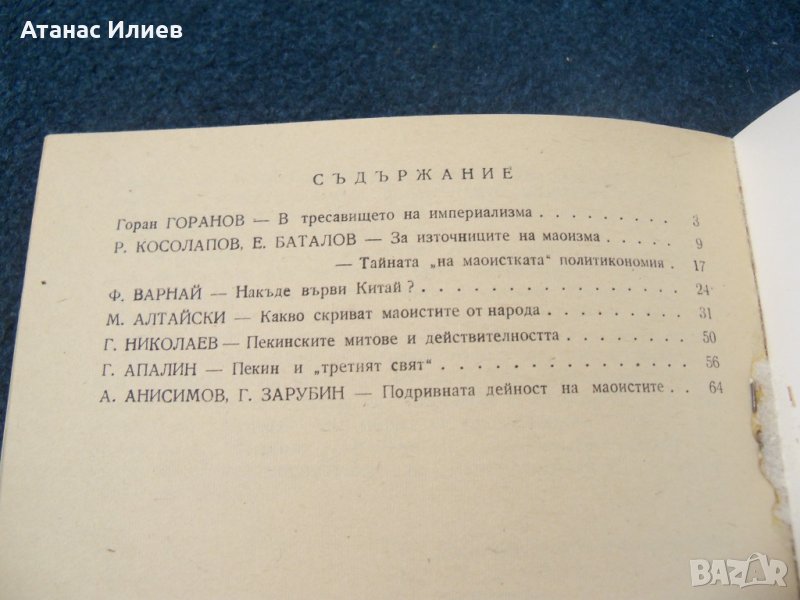 Атанас Илиев
СЪДЪРЖАНИЕ
Горан ГОРАНОВ — В тресавището на империализма . . . . . . . . . 3
Р. КОСОЛАПОВ, Е. БАТАЛОВ — За източниците на маоизма . . . . . . 9
— Тайната „на маоистката“ политикономия . 17
Ф. ВАРНАЙ — Накъде върви Китай? . . . . . . . . . . . . . . . . 24
М. АЛТАЙСКИ — Какво скриват маоистите от народа . . . . . . . . . 31
Г. НИКОЛАЕВ — Пекинските митове и действителността . . . . . . . . 50
Г. АПАЛИН — Пекин и „третият свят“ . . . . . . . . . . . . . . . 56
А. АНИСИМОВ, Г. ЗАРУБИН — Подривната дейност на маоистите . . 64
BAZAR